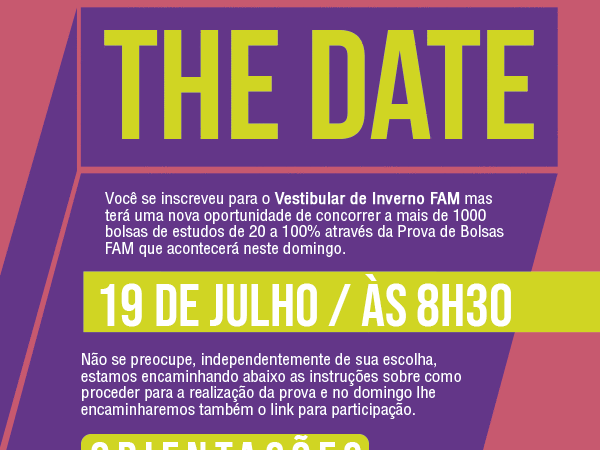 THE DATE
Você se inscreveu para o Vestibular de Inverno FAM mas
terá uma nova oportunidade de concorrer a mais de 1000
bolsas de estudos de 20 a 100% através da Prova de Bolsas
FAM que acontecerá neste domingo.
19 DE JULHO / ÀS 8H30
Não se preocupe, independentemente de sua escolha,
estamos encaminhando abaixo as instruções sobre como
proceder para a realização da prova e no domingo lhe
encaminharemos também o link para participação.
ORIENTAÇÕES